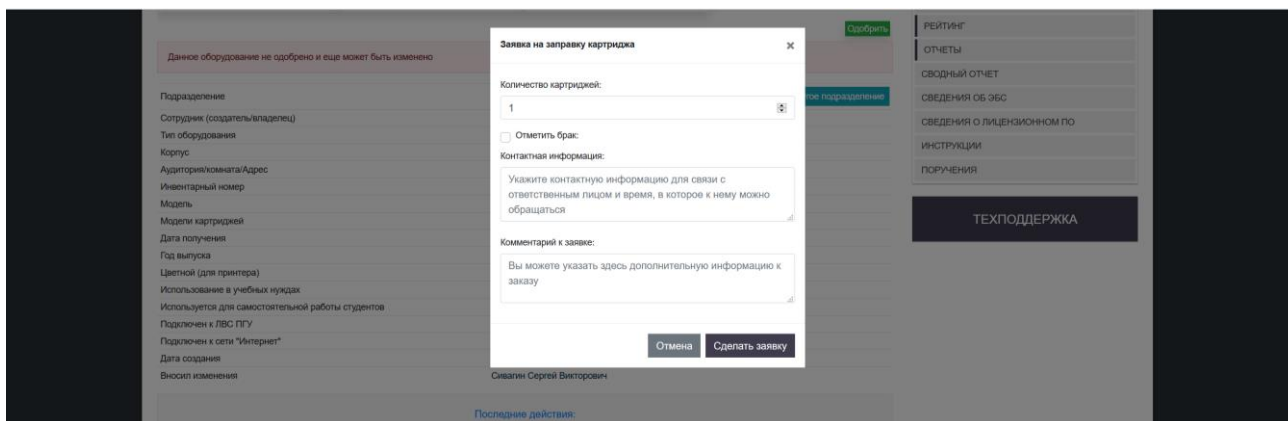 Одобрить
Данное оборудование не одобрено и еще может быть изменено
Подразделение
тое подразделение
Сотрудник (создатель/владелец)
Тип оборудования
Корпус
Аудитория/комната/Адрес
Инвентарный номер
Модель
Модели картриджей
Дата получения
Год выпуска
Цветной (для принтера)
Использование в учебных нуждах
Используется для самостоятельной работы студентов
Подключен к ЛВС ПГУ
Подключен к сети "Интернет"
Дата создания
Вносил изменения
Сивагин Сергей Викторович
Последние действия:
Заявка на заправку картриджа
×
Количество картриджей:
1
Отметить брак:
Контактная информация:
Укажите контактную информацию для связи с
ответственным лицом и время, в которое к нему можно
обращаться
Комментарий к заявке:
Вы можете указать здесь дополнительную информацию к
заказу
Отмена
Сделать заявку
РЕЙТИНГ
ОТЧЕТЫ
СВОДНЫЙ ОТЧЕТ
СВЕДЕНИЯ ОБ ЭБС
СВЕДЕНИЯ О ЛИЦЕНЗИОННОМ ПО
ИНСТРУКЦИИ
ПОРУЧЕНИЯ
ТЕХПОДДЕРЖКА